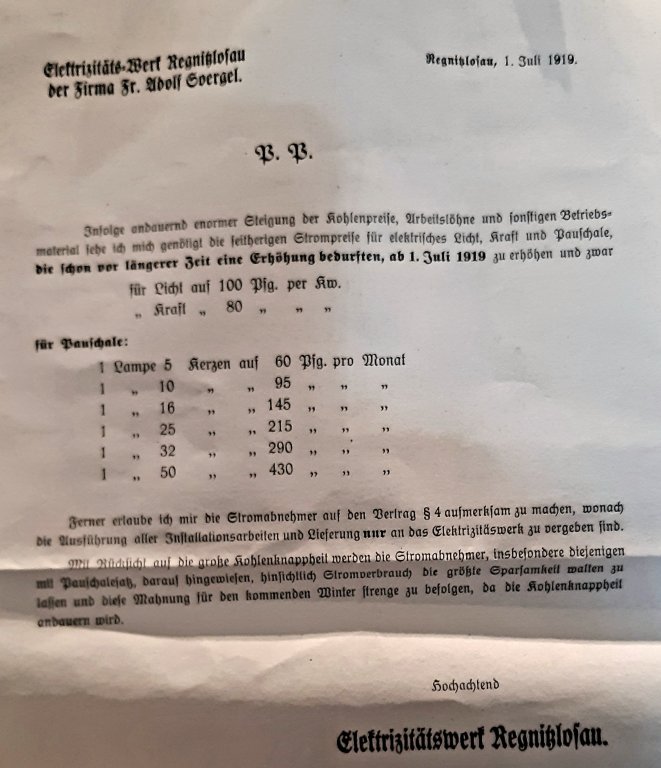 Elektrizitäts-Werk Regnitzlosau
der Firma Fr. Adolf Soergel.
Regnitzlosau, 1. Juli 1919.
P. P.
Infolge andauernd enormer Steigung der Kohlenpreise, Arbeitslöhne und sonstigen Betriebs-
material sehe ich mich genötigt die seitherigen Strompreise für elektrisches Licht, Kraft und Pauschale,
die schon vor längerer Zeit eine Erhöhung bedurften, ab 1. Juli 1919 zu erhöhen und zwar
für Licht auf 100 Pfg. per Kw.
„ Kraft „ 80 „ „ „
für Pauschale:
1 Lampe 5 Kerzen auf 60 Pfg. pro Monat
1 „ 10 „ „ 95 „ „ „
1 „ 16 „ „ 145 „ „ „
1 „ 25 „ „ 215 „ „ „
1 „ 32 „ „ 290 „ „ „
1 „ 50 „ „ 430 „ „ „
Ferner erlaube ich mir die Stromabnehmer auf den Vertrag § 4 aufmerksam zu machen, wonach
die Ausführung aller Installationsarbeiten und Lieferung nur an das Elektrizitätswerk zu vergeben sind.
Mit Rücksicht auf die große Kohlenknappheit werden die Stromabnehmer, insbesondere diejenigen
mit Pauschalesatz, darauf hingewiesen, hinsichtlich Stromverbrauch die größte Sparsamkeit walten zu
lassen und diese Mahnung für den kommenden Winter strenge zu befolgen, da die Kohlenknappheit
andauern wird.
Hochachtend
Elektrizitätswerk Regnitzlosau.